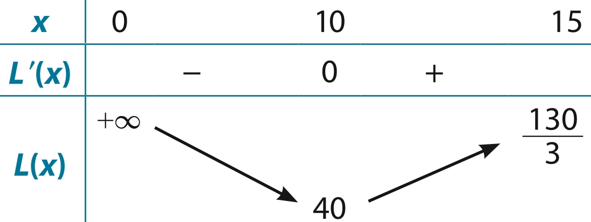 x 0 10 15
L'(x) − 0 +
L(x) +∞ 40 130/3